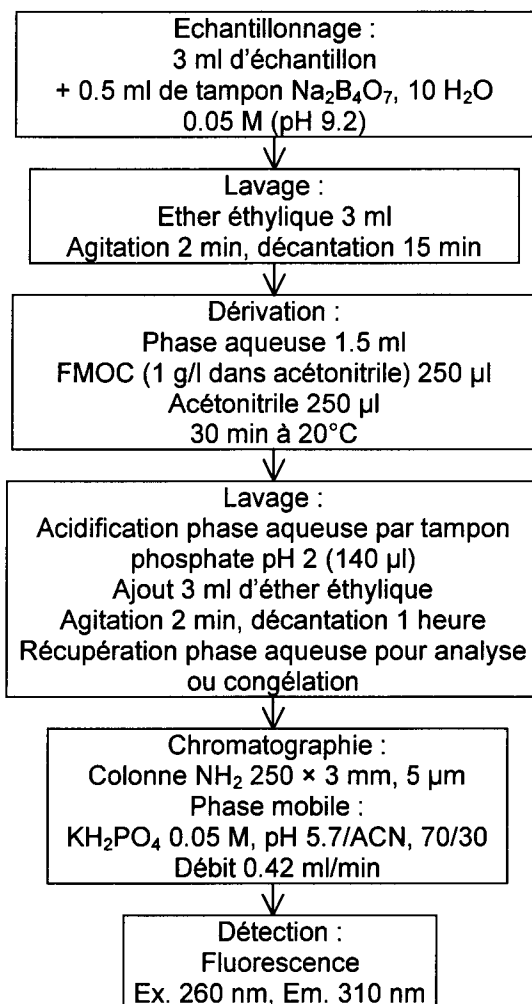 Echantillonnage :
3 ml d'échantillon
+ 0.5 ml de tampon Na₂B₄O₇, 10 H₂O
0.05 M (pH 9.2)
Lavage :
Ether éthylique 3 ml
Agitation 2 min, décantation 15 min
Dérivation :
Phase aqueuse 1.5 ml
FMOC (1 g/l dans acétonitrile) 250 µl
Acétonitrile 250 µl
30 min à 20°C
Lavage :
Acidification phase aqueuse par tampon
phosphate pH 2 (140 µl)
Ajout 3 ml d'éther éthylique
Agitation 2 min, décantation 1 heure
Récupération phase aqueuse pour analyse
ou congélation
Chromatographie :
Colonne NH₂ 250 × 3 mm, 5 µm
Phase mobile :
KH₂PO₄ 0.05 M, pH 5.7/ACN, 70/30
Débit 0.42 ml/min
Détection :
Fluorescence
Ex. 260 nm, Em. 310 nm